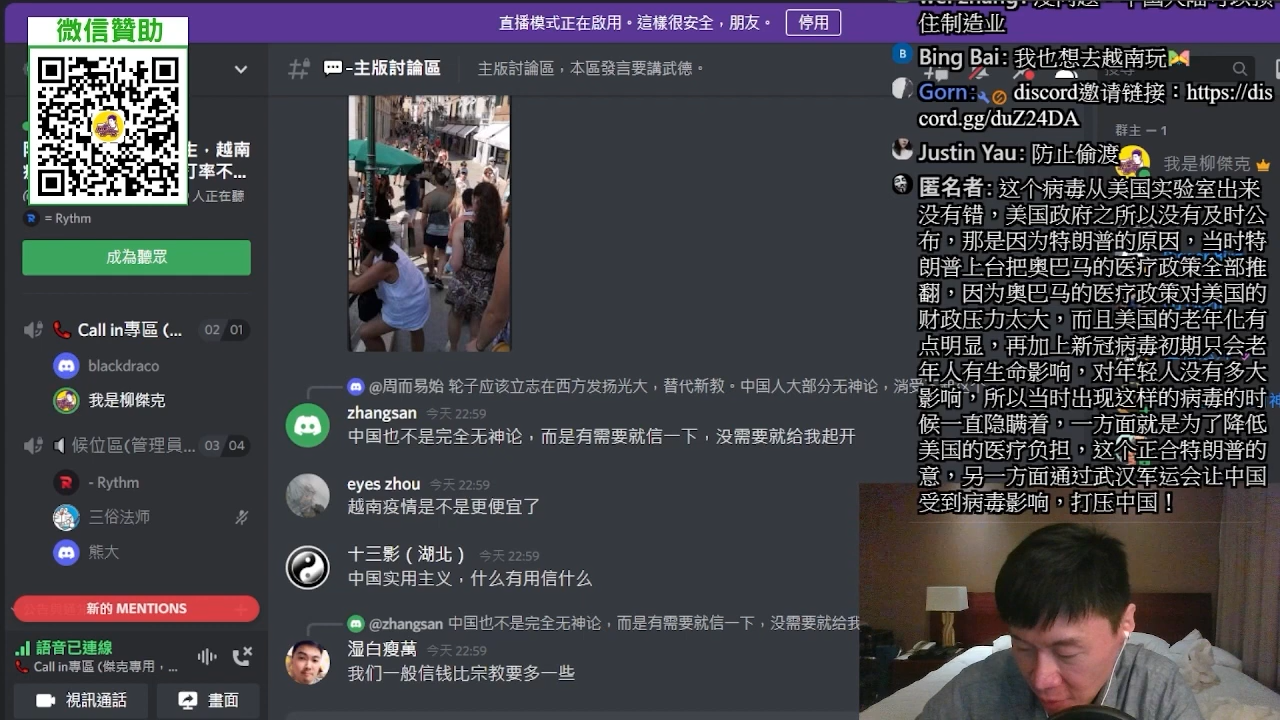 直播模式正在啟用。這樣很安全，朋友。
停用
微信贊助
💬-主版討論區
主版討論區，本區發言要講武德。
越南
人正在聽
= Rythm
成為聽眾
Call in專區 (...
02 01
blackdraco
我是柳傑克
候位區(管理員...
03 04
- Rythm
三俗法师
熊大
新的 MENTIONS
語音已連線
Call in專區 (傑克專用，...
視訊通話
畫面
@周而易始 轮子应该立志在西方发扬光大，替代新教。中国人大部分无神论，消受
zhangsan 今天 22:59
中国也不是完全无神论，而是有需要就信一下，没需要就给我起开
eyes zhou 今天 22:59
越南疫情是不是更便宜了
十三影 ( 湖北 ) 今天 22:59
中国实用主义，什么有用信什么
@zhangsan 中国也不是完全无神论，而是有需要就信一下，没需要就给我
湿白瘦萬 今天 22:59
我们一般信钱比宗教要多一些
住制造业
Bing Bai: 我也想去越南玩
Gorn: discord邀请链接：https://dis
cord.gg/duZ24DA
群主 — 1
Justin Yau: 防止偷渡
我是柳傑克
匿名者: 这个病毒从美国实验室出来
没有错，美国政府之所以没有及时公
布，那是因为特朗普的原因，当时特
朗普上台把奥巴马的医疗政策全部推
翻，因为奥巴马的医疗政策对美国的
财政压力太大，而且美国的老年化有
点明显，再加上新冠病毒初期只会老
年人有生命影响，对年轻人没有多大
影响，所以当时出现这样的病毒的时
候一直隐瞒着，一方面就是为了降低
美国的医疗负担，这个正合特朗普的
意，另一方面通过武汉军运会让中国
受到病毒影响，打压中国！